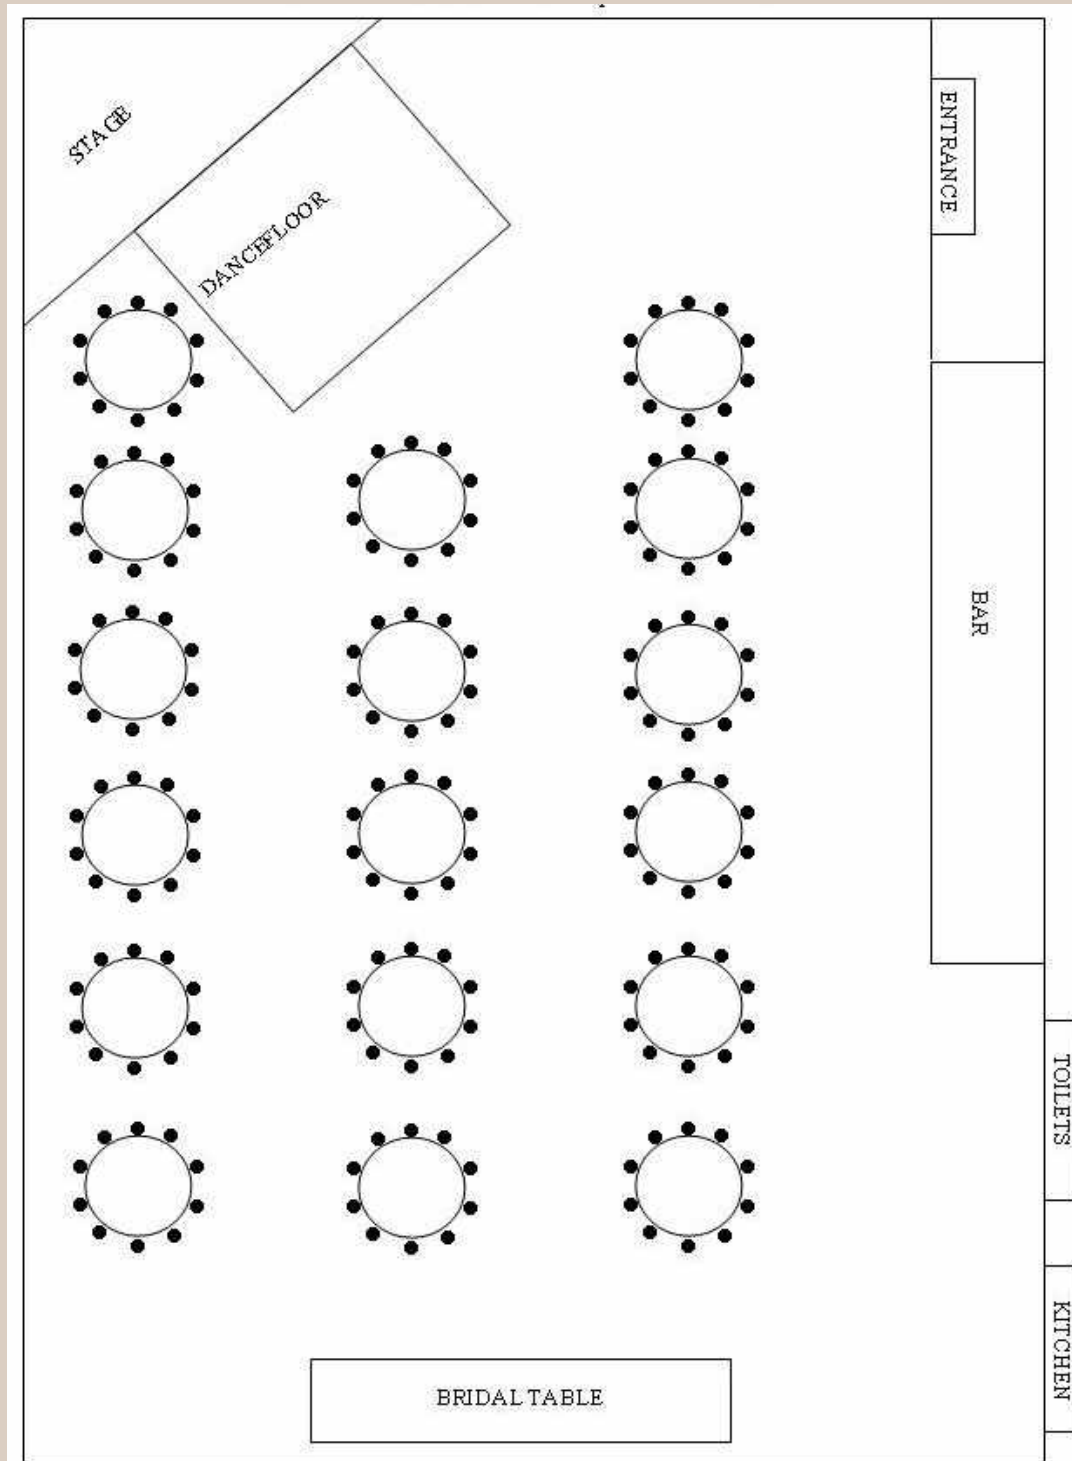 STAGE
DANCEFLOOR
ENTRANCE
BAR
TOILETS
KITCHEN
BRIDAL TABLE